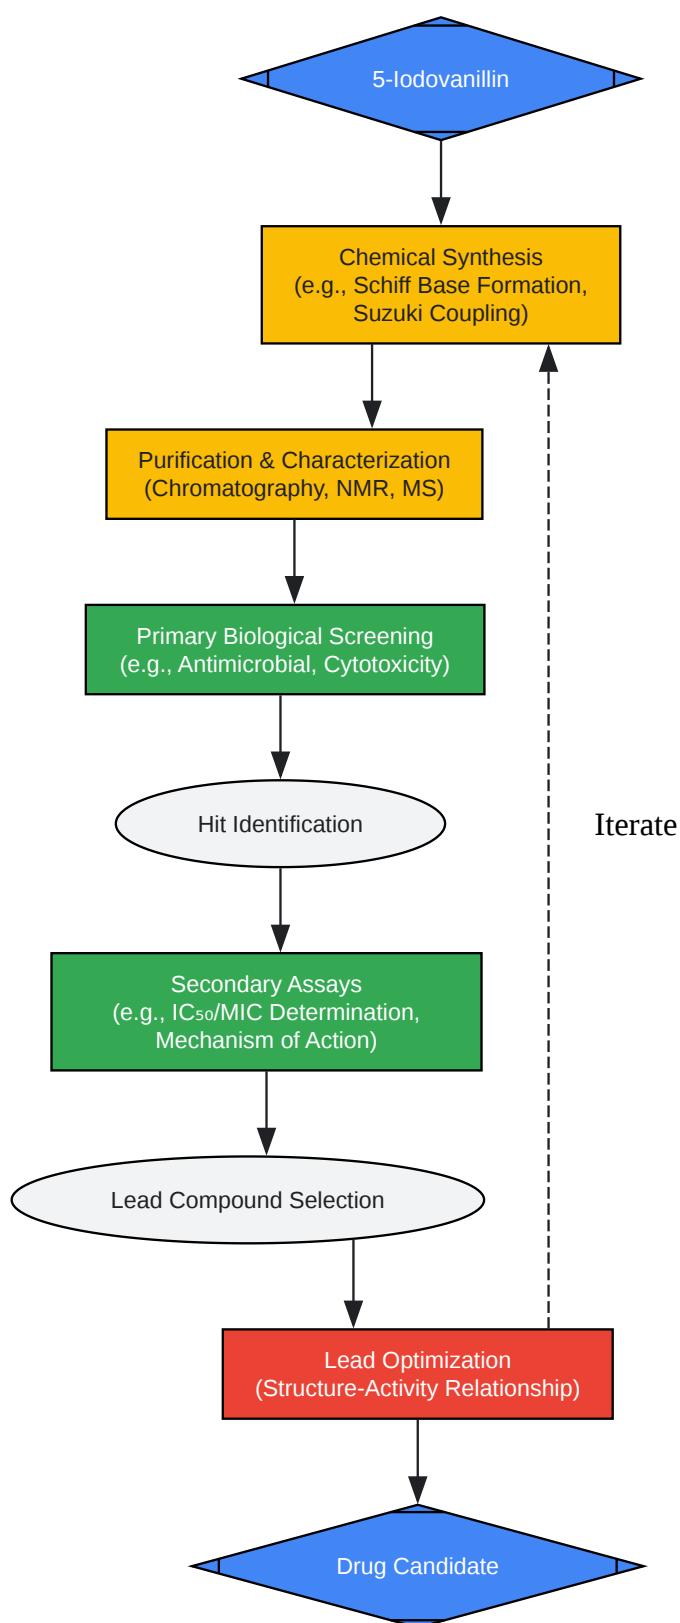 5-Iodovanillin
Chemical Synthesis
(e.g., Schiff Base Formation,
Suzuki Coupling)
Purification & Characterization
(Chromatography, NMR, MS)
Primary Biological Screening
(e.g., Antimicrobial, Cytotoxicity)
Hit Identification
Iterate
Secondary Assays
(e.g., IC₅₀/MIC Determination,
Mechanism of Action)
Lead Compound Selection
Lead Optimization
(Structure-Activity Relationship)
Drug Candidate